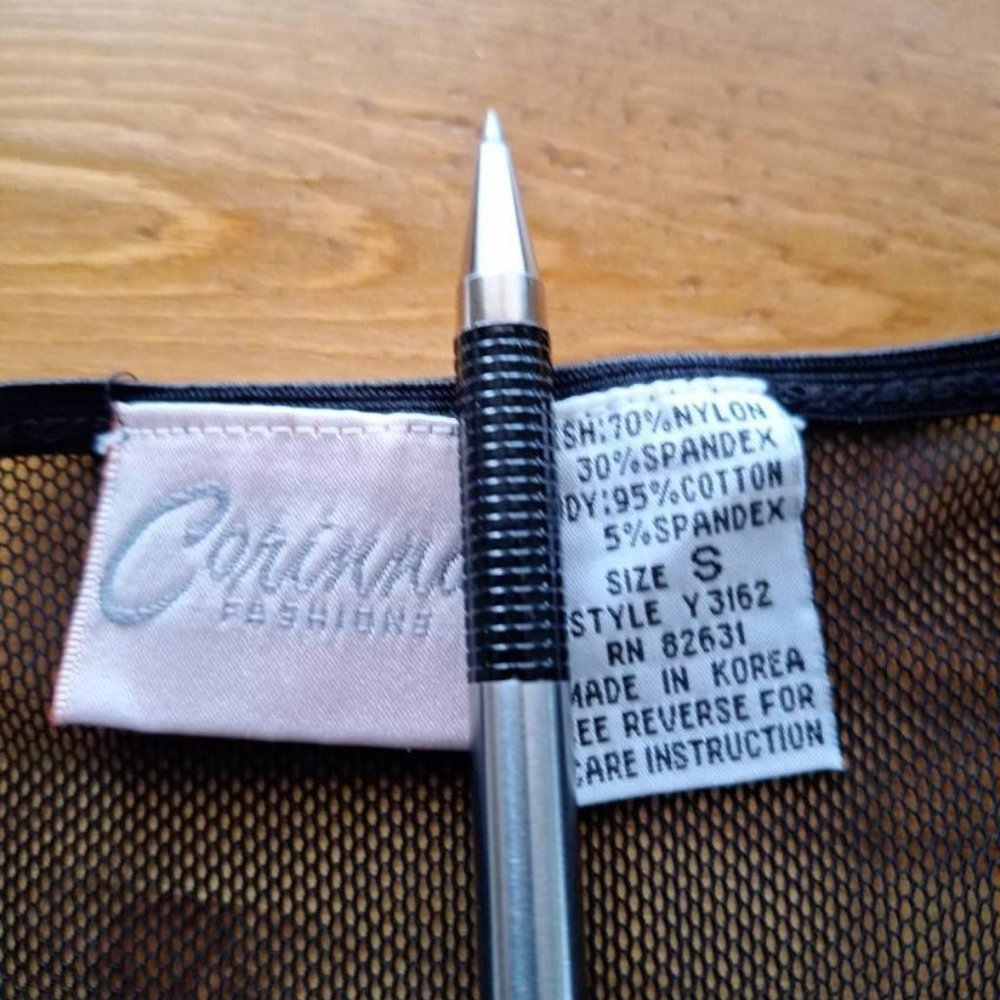 Corinna
FASHIONS
SH:70%NYLON
30%SPANDEX
DY:95%COTTON
5%SPANDEX
SIZE S
STYLE Y3162
RN 82631
MADE IN KOREA
EE REVERSE FOR
CARE INSTRUCTION